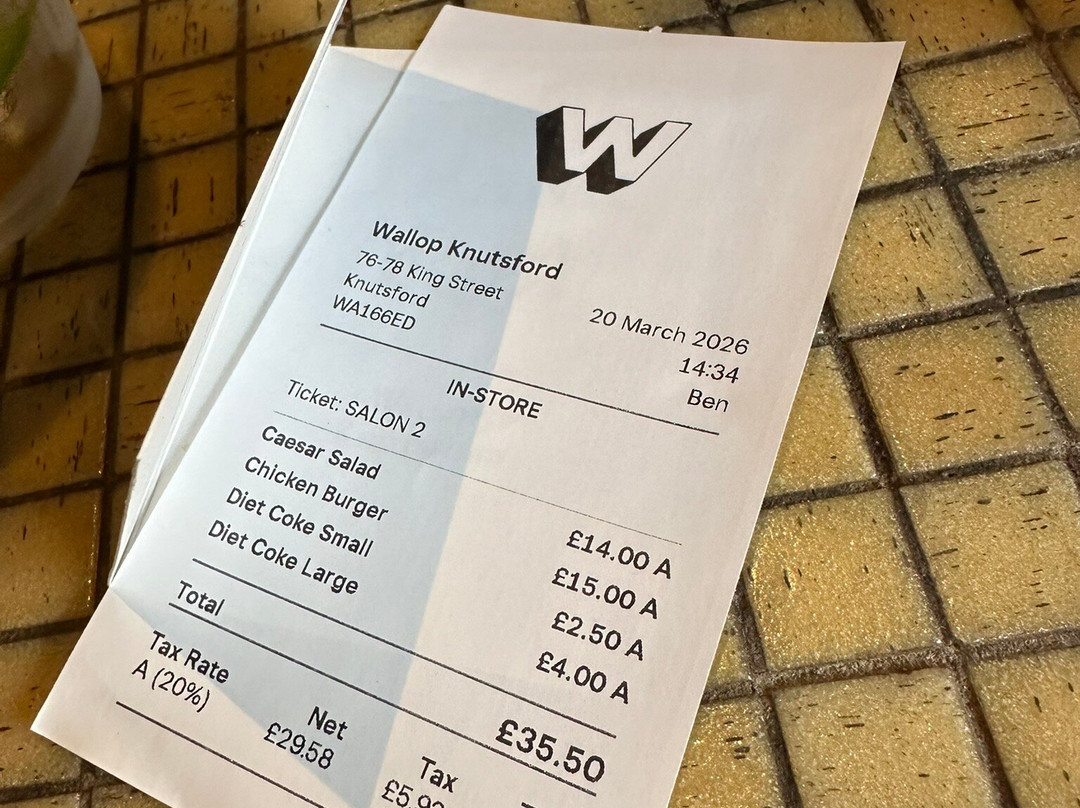 W
Wallop Knutsford
76-78 King Street
Knutsford
WA166ED
20 March 2026
14:34
Ben
IN-STORE
Ticket: SALON 2
Caesar Salad £14.00 A
Chicken Burger £15.00 A
Diet Coke Small £2.50 A
Diet Coke Large £4.00 A
Total £35.50
Tax Rate Net Tax
A (20%) £29.58